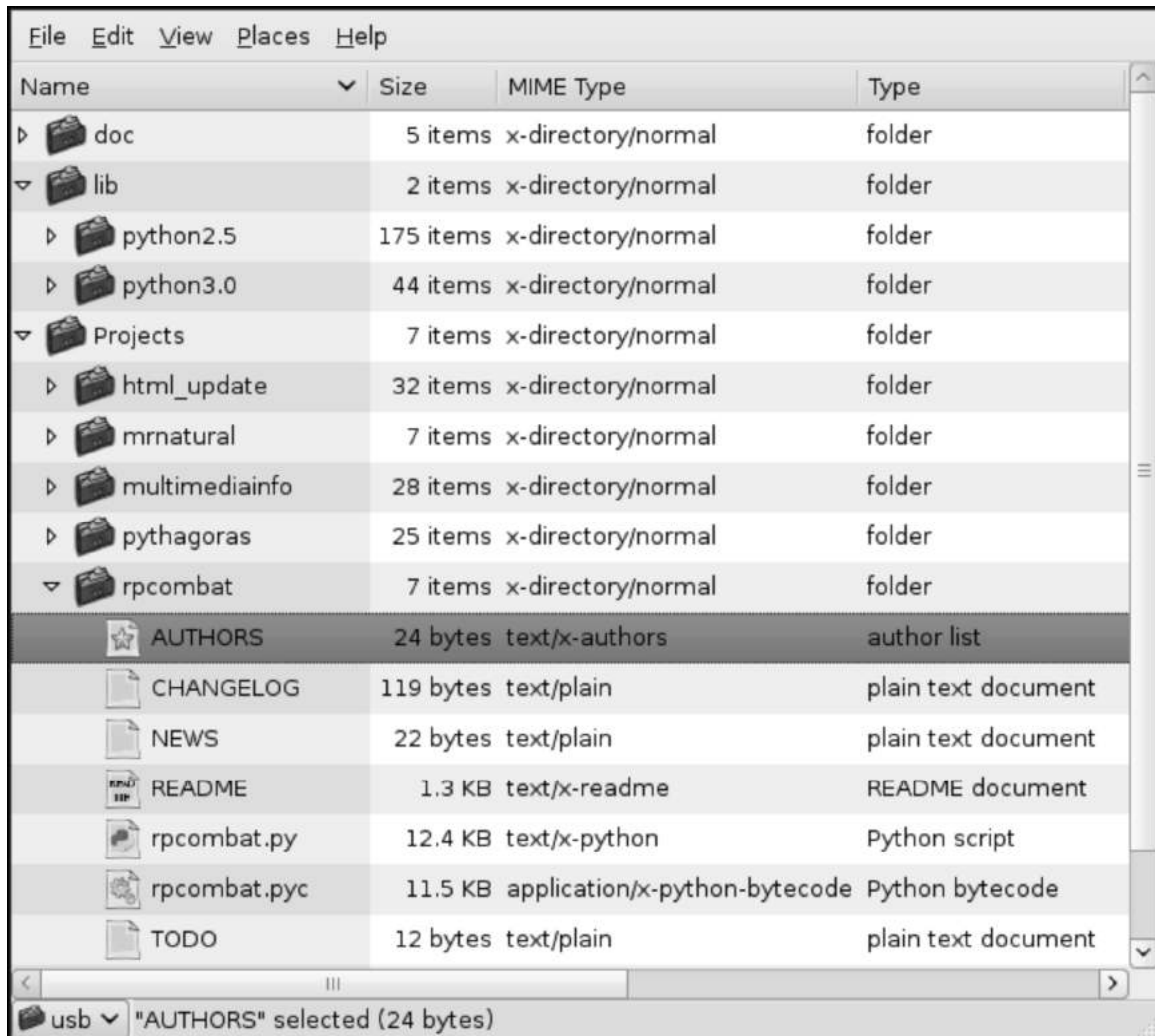 File Edit View Places Help
Name Size MIME Type Type
doc 5 items x-directory/normal folder
lib 2 items x-directory/normal folder
python2.5 175 items x-directory/normal folder
python3.0 44 items x-directory/normal folder
Projects 7 items x-directory/normal folder
html_update 32 items x-directory/normal folder
mrnatural 7 items x-directory/normal folder
multimediainfo 28 items x-directory/normal folder
pythagoras 25 items x-directory/normal folder
rpcombat 7 items x-directory/normal folder
AUTHORS 24 bytes text/x-authors author list
CHANGELOG 119 bytes text/plain plain text document
NEWS 22 bytes text/plain plain text document
README 1.3 KB text/x-readme README document
rpcombat.py 12.4 KB text/x-python Python script
rpcombat.pyc 11.5 KB application/x-python-bytecode Python bytecode
TODO 12 bytes text/plain plain text document
usb "AUTHORS" selected (24 bytes)